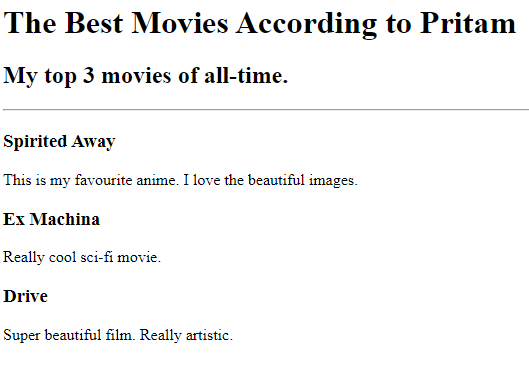 The Best Movies According to Pritam
My top 3 movies of all-time.
Spirited Away
This is my favourite anime. I love the beautiful images.
Ex Machina
Really cool sci-fi movie.
Drive
Super beautiful film. Really artistic.